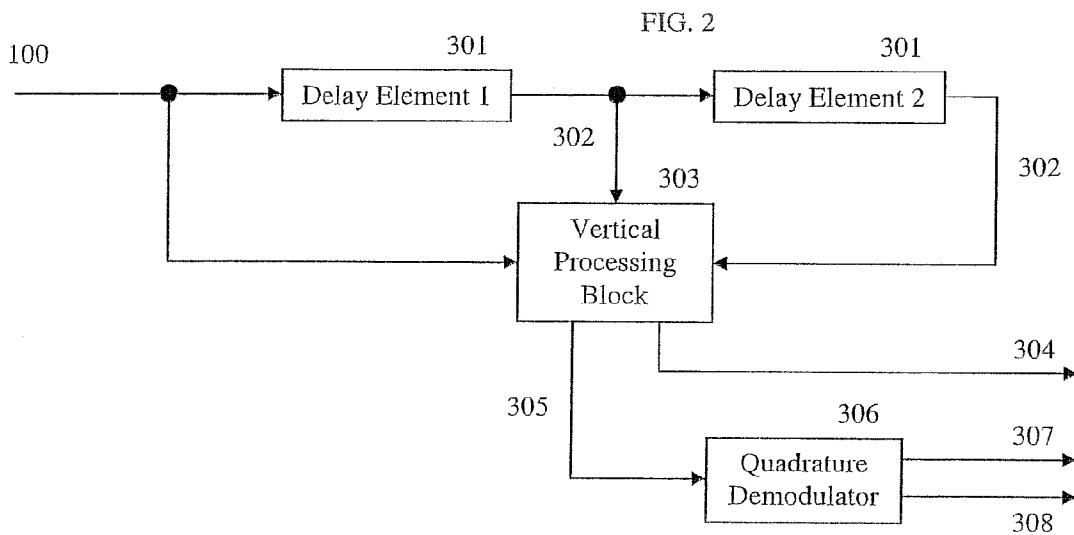 FIG. 2
100
301
301
Delay Element 1
Delay Element 2
302
302
303
Vertical
Processing
Block
304
305
306
307
Quadrature
Demodulator
308